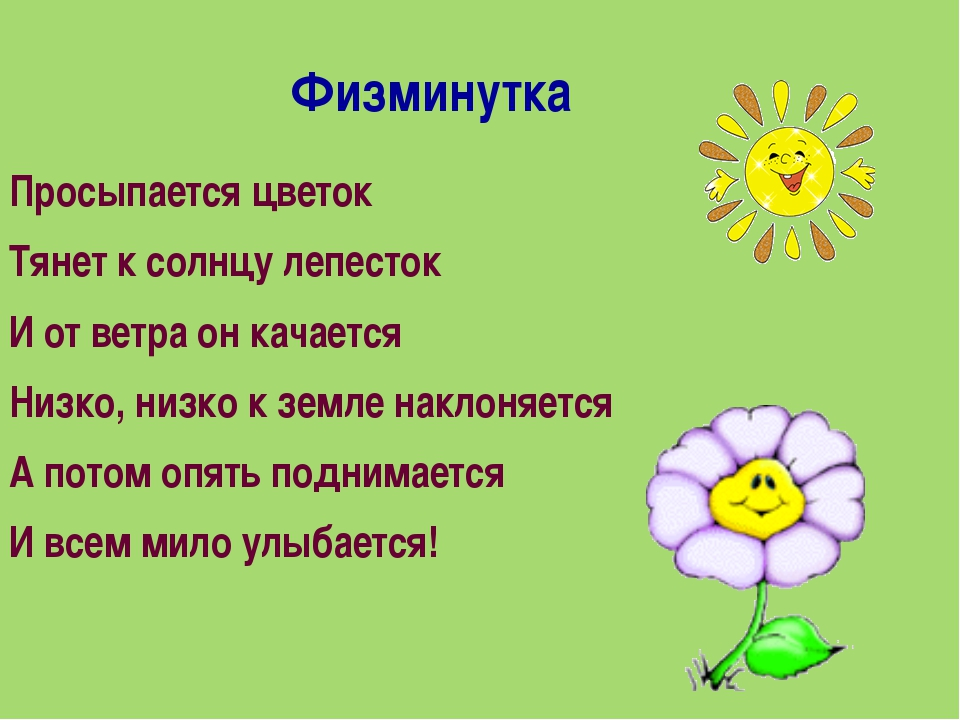 Физминутка
Просыпается цветок
Тянет к солнцу лепесток
И от ветра он качается
Низко, низко к земле наклоняется
А потом опять поднимается
И всем мило улыбается!